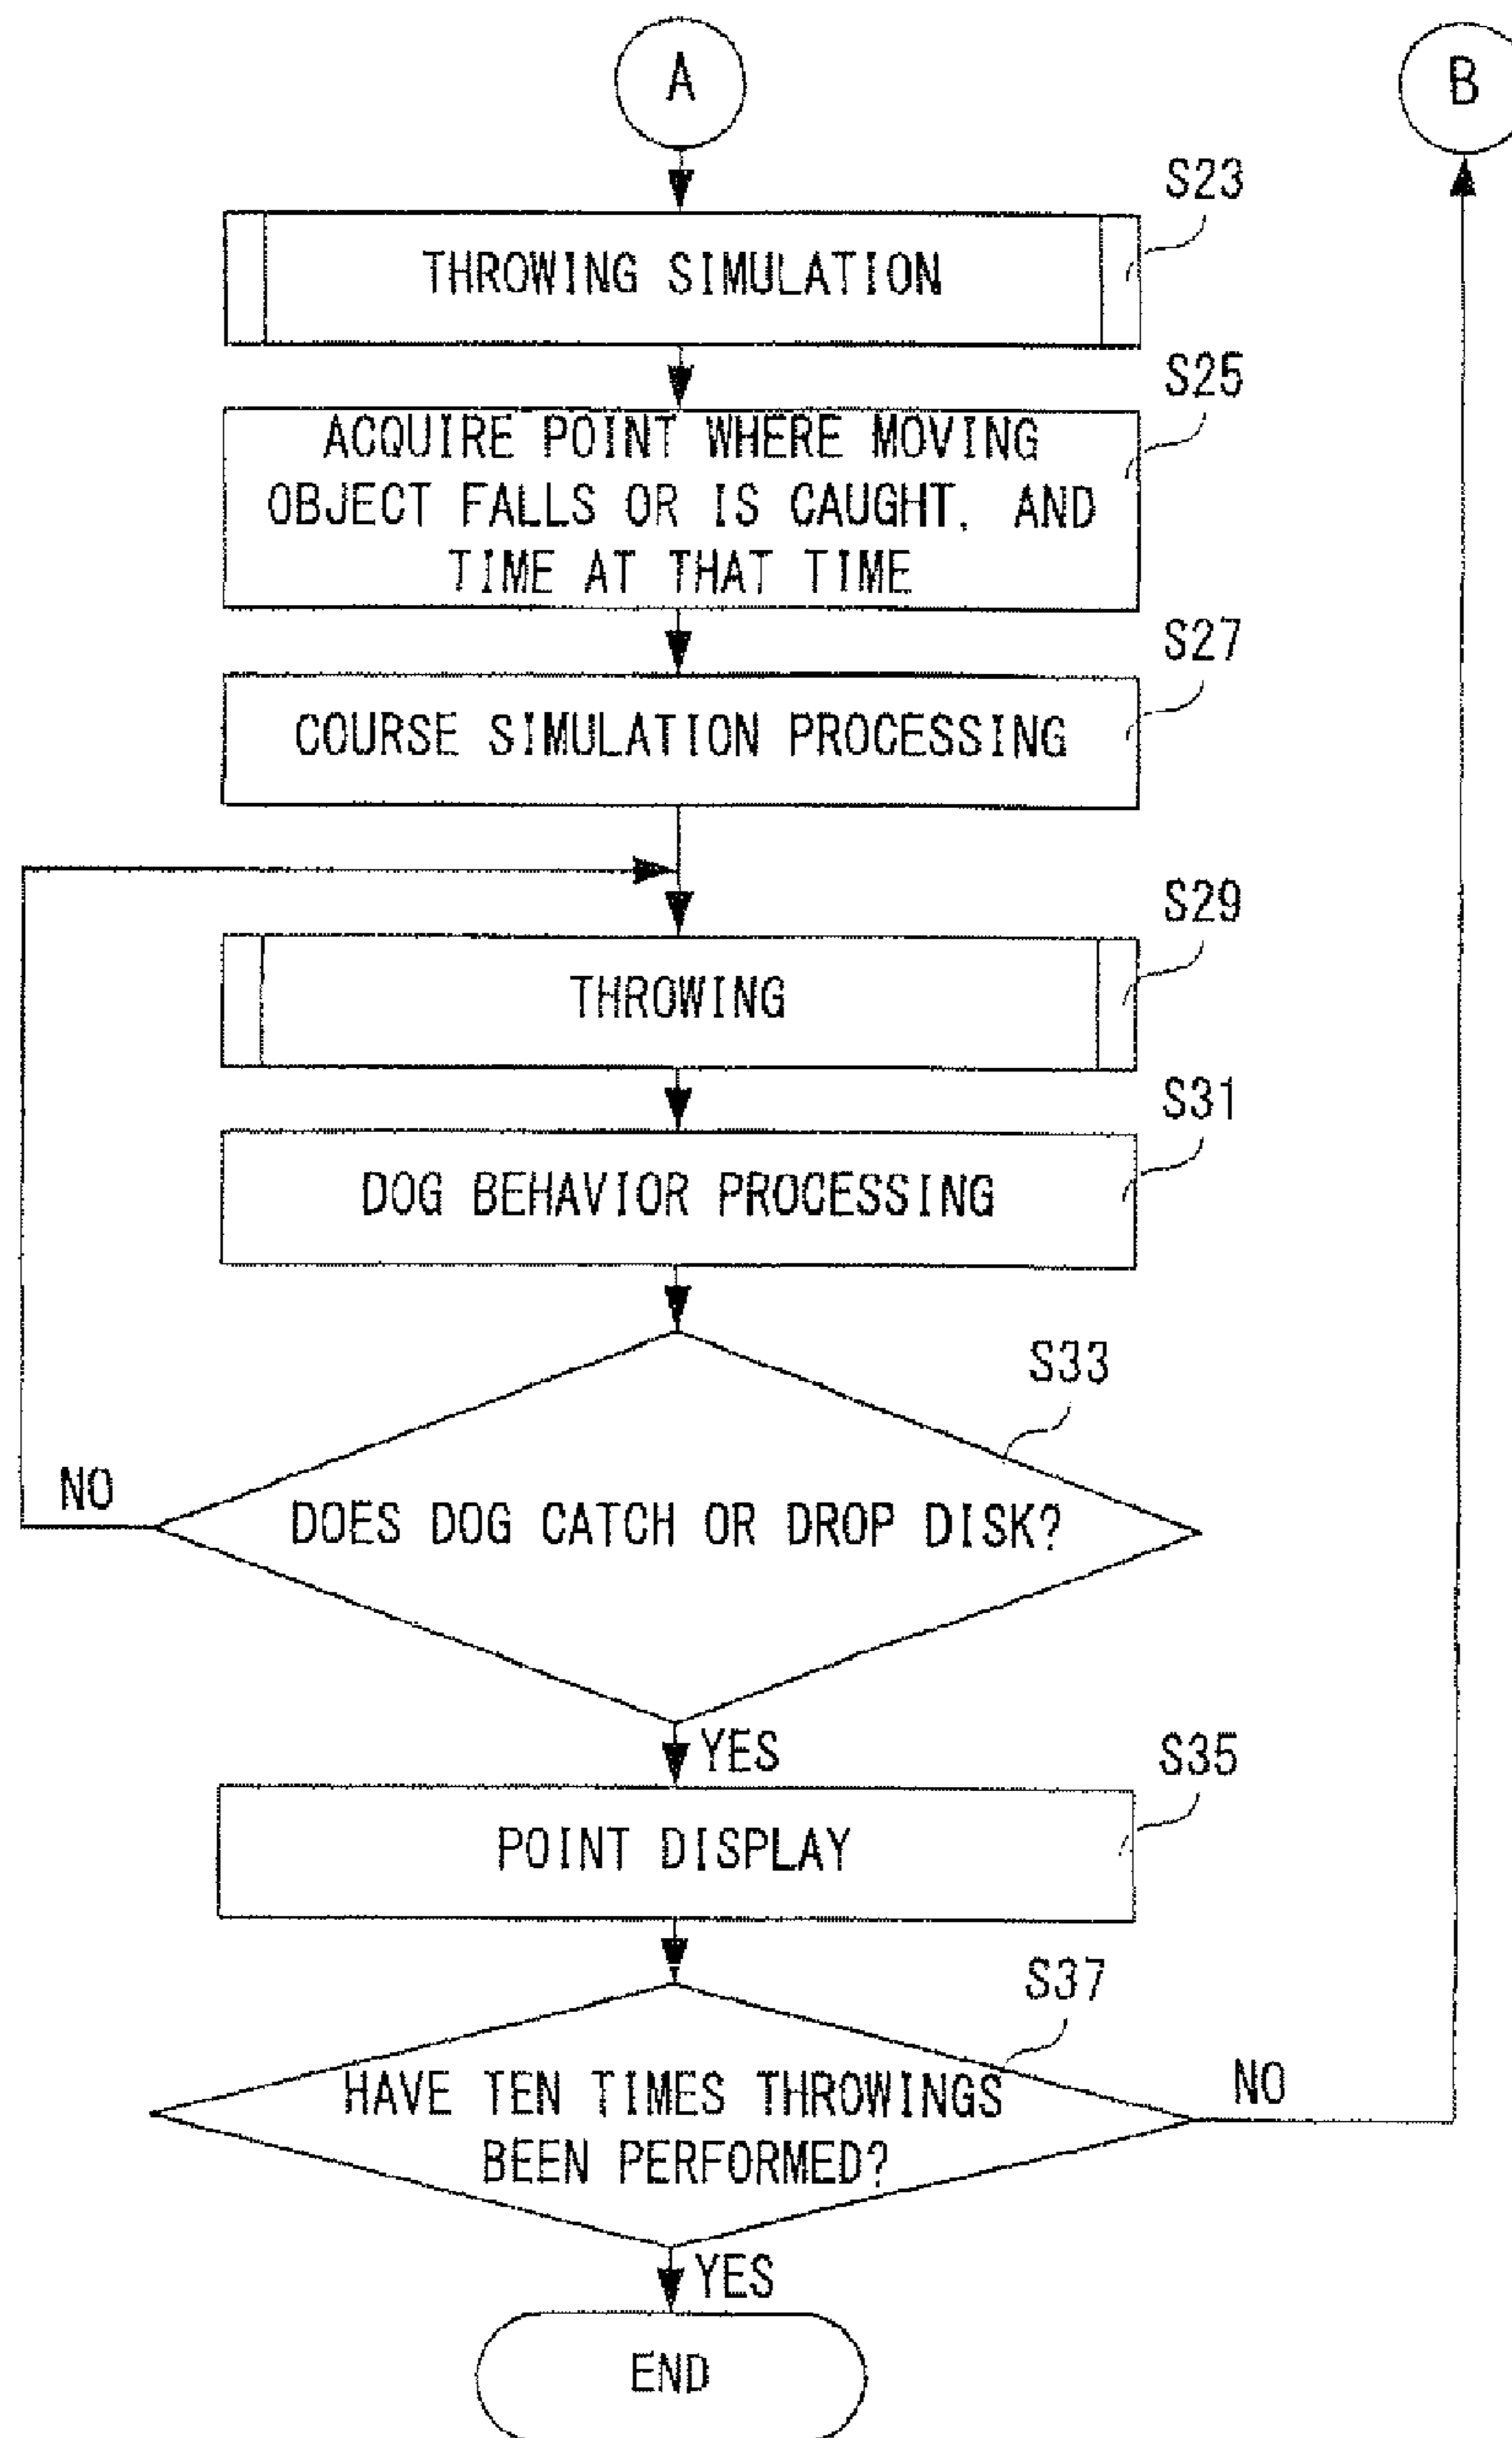 A
B
S23
THROWING SIMULATION
S25
ACQUIRE POINT WHERE MOVING
OBJECT FALLS OR IS CAUGHT, AND
TIME AT THAT TIME
S27
COURSE SIMULATION PROCESSING
S29
THROWING
S31
DOG BEHAVIOR PROCESSING
S33
NO
DOES DOG CATCH OR DROP DISK?
YES
S35
POINT DISPLAY
S37
HAVE TEN TIMES THROWINGS
BEEN PERFORMED?
NO
YES
END